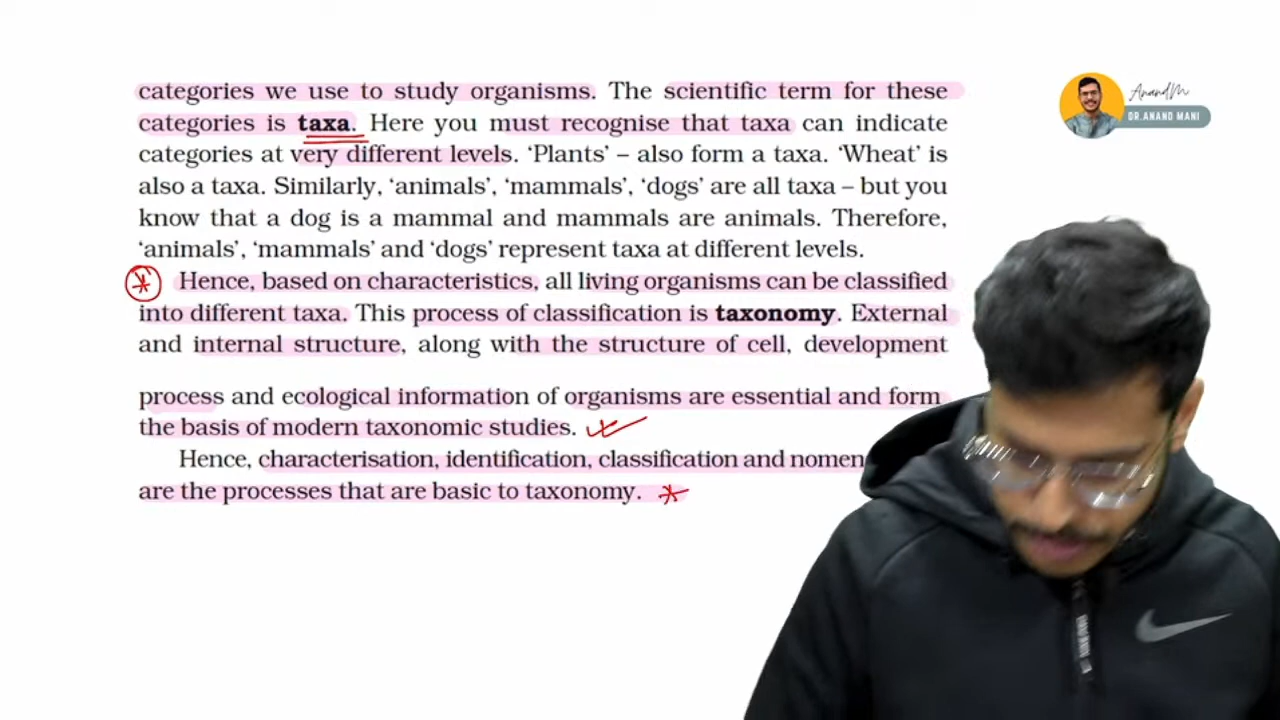 categories we use to study organisms. The scientific term for these
categories is taxa. Here you must recognise that taxa can indicate
categories at very different levels. ‘Plants’ – also form a taxa. ‘Wheat’ is
also a taxa. Similarly, ‘animals’, ‘mammals’, ‘dogs’ are all taxa – but you
know that a dog is a mammal and mammals are animals. Therefore,
‘animals’, ‘mammals’ and ‘dogs’ represent taxa at different levels.
Hence, based on characteristics, all living organisms can be classified
into different taxa. This process of classification is taxonomy. External
and internal structure, along with the structure of cell, development
process and ecological information of organisms are essential and form
the basis of modern taxonomic studies.
Hence, characterisation, identification, classification and nomen
are the processes that are basic to taxonomy.
AnandM
DR.ANAND MANI